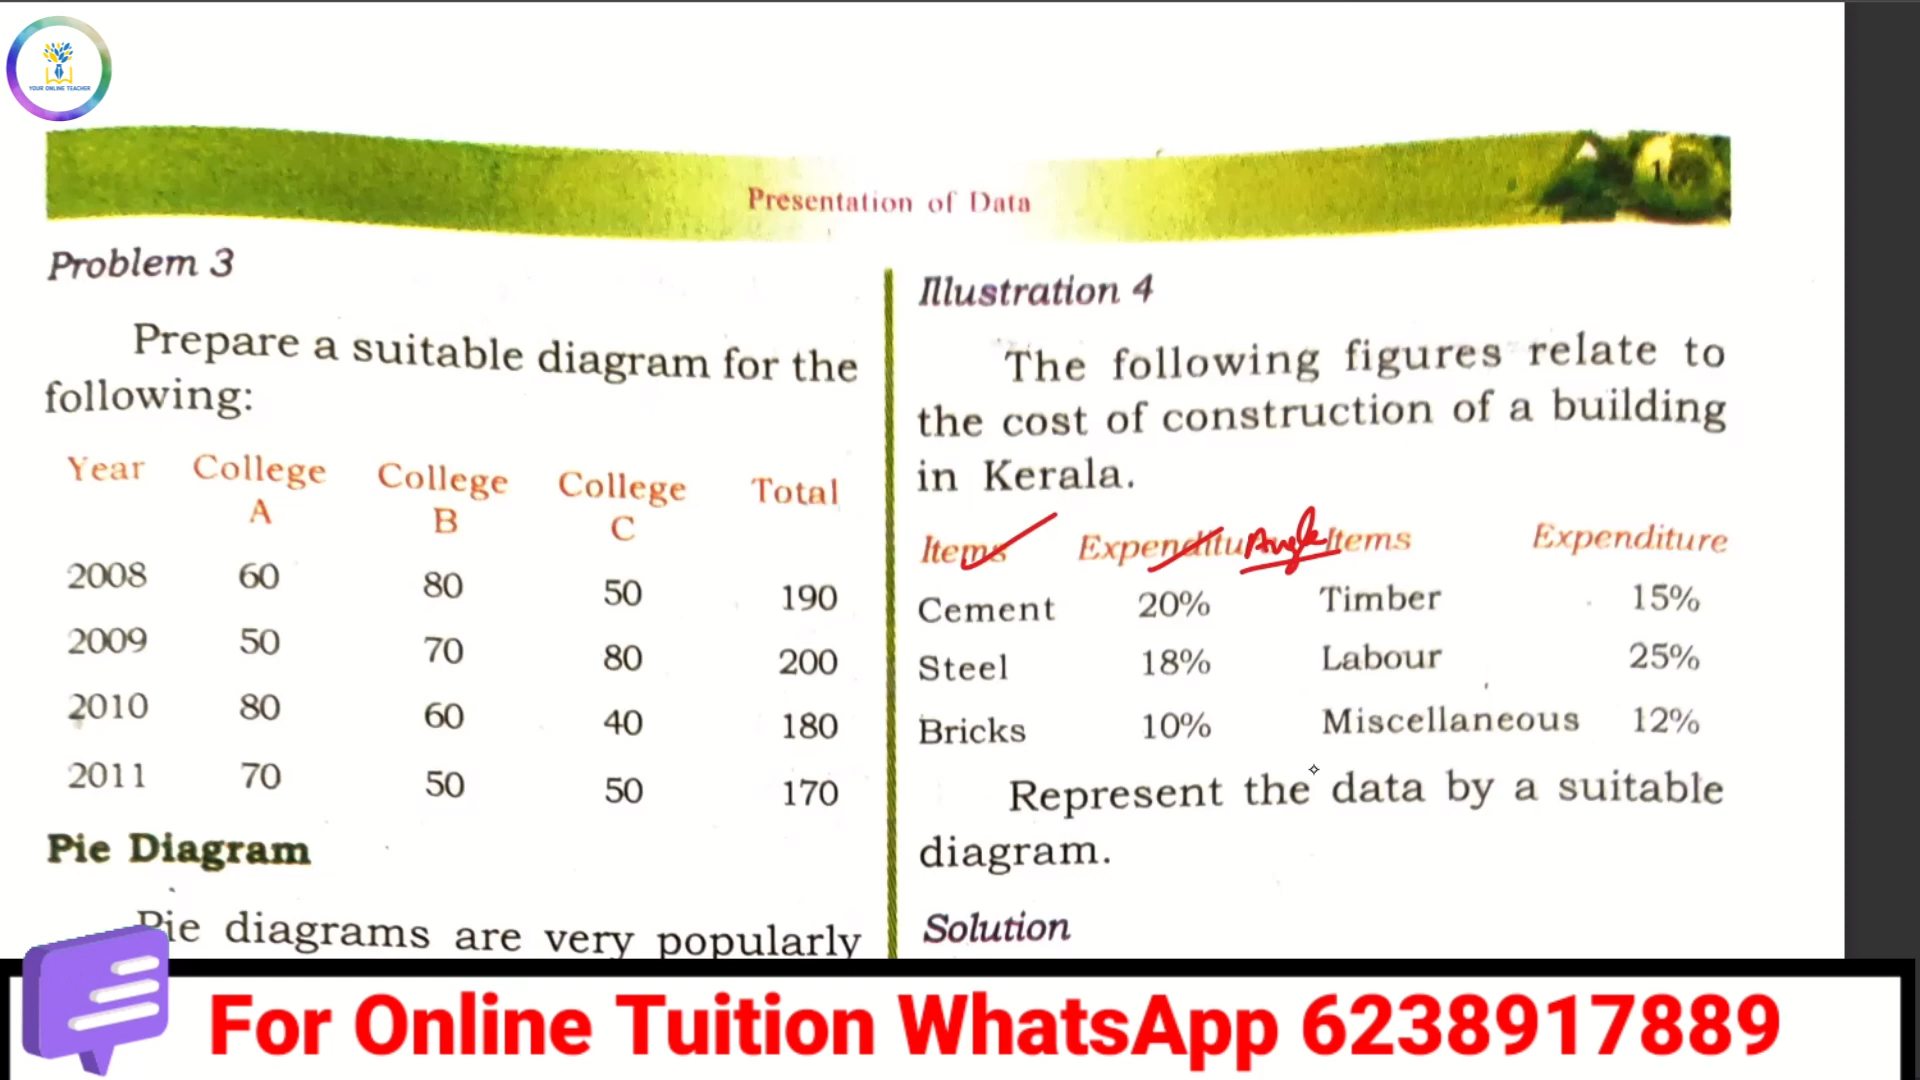 YOUR ONLINE TEACHER
Presentation of Data
Problem 3
Prepare a suitable diagram for the
following:
Year College A College B College C Total
2008 60 80 50 190
2009 50 70 80 200
2010 80 60 40 180
2011 70 50 50 170
Pie Diagram
Pie diagrams are very popularly
Illustration 4
The following figures relate to
the cost of construction of a building
in Kerala.
Items Angle Items Expenditure
Cement 20% Timber 15%
Steel 18% Labour 25%
Bricks 10% Miscellaneous 12%
Represent the data by a suitable
diagram.
Solution
For Online Tuition WhatsApp 6238917889